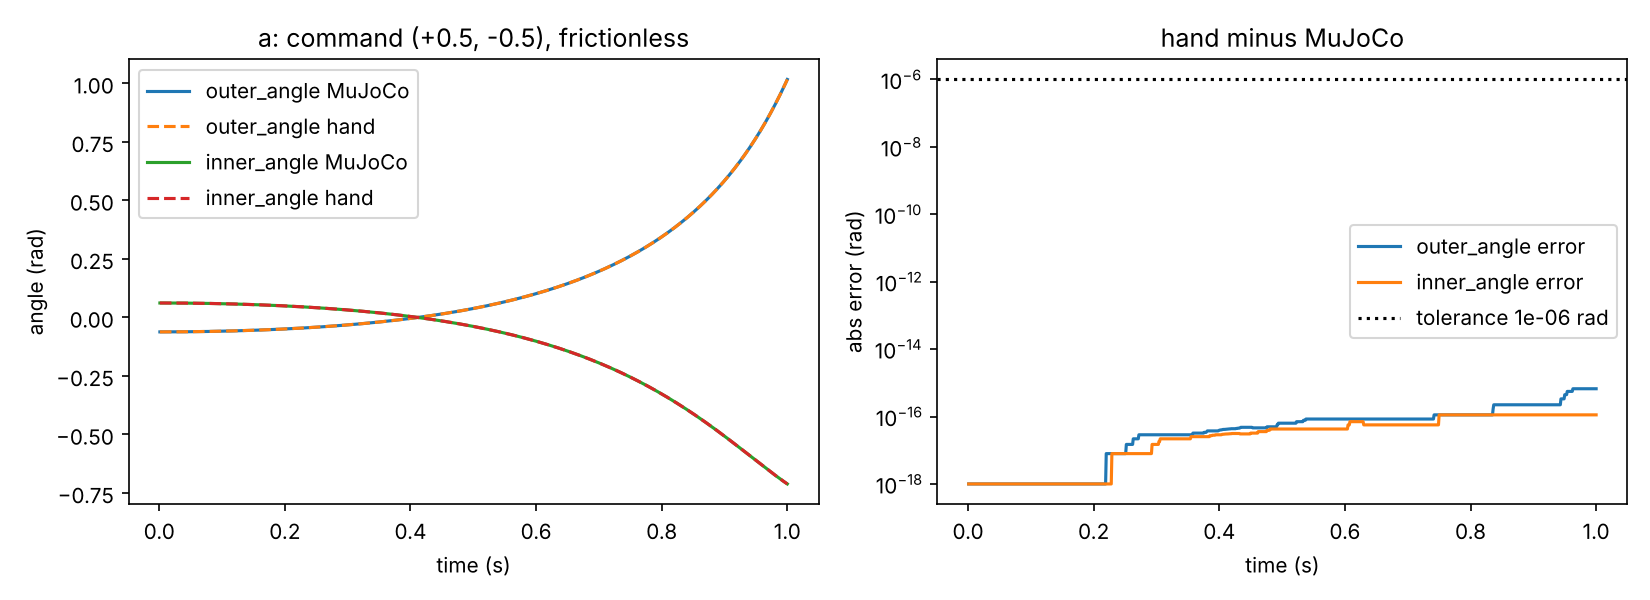 a: command (+0.5, -0.5), frictionless
outer_angle MuJoCo
outer_angle hand
inner_angle MuJoCo
inner_angle hand
angle (rad)
1.00
0.75
0.50
0.25
0.00
−0.25
−0.50
−0.75
0.0
0.2
0.4
0.6
0.8
1.0
time (s)
hand minus MuJoCo
outer_angle error
inner_angle error
tolerance 1e-06 rad
abs error (rad)
10⁻⁶
10⁻⁸
10⁻¹⁰
10⁻¹²
10⁻¹⁴
10⁻¹⁶
10⁻¹⁸
0.0
0.2
0.4
0.6
0.8
1.0
time (s)